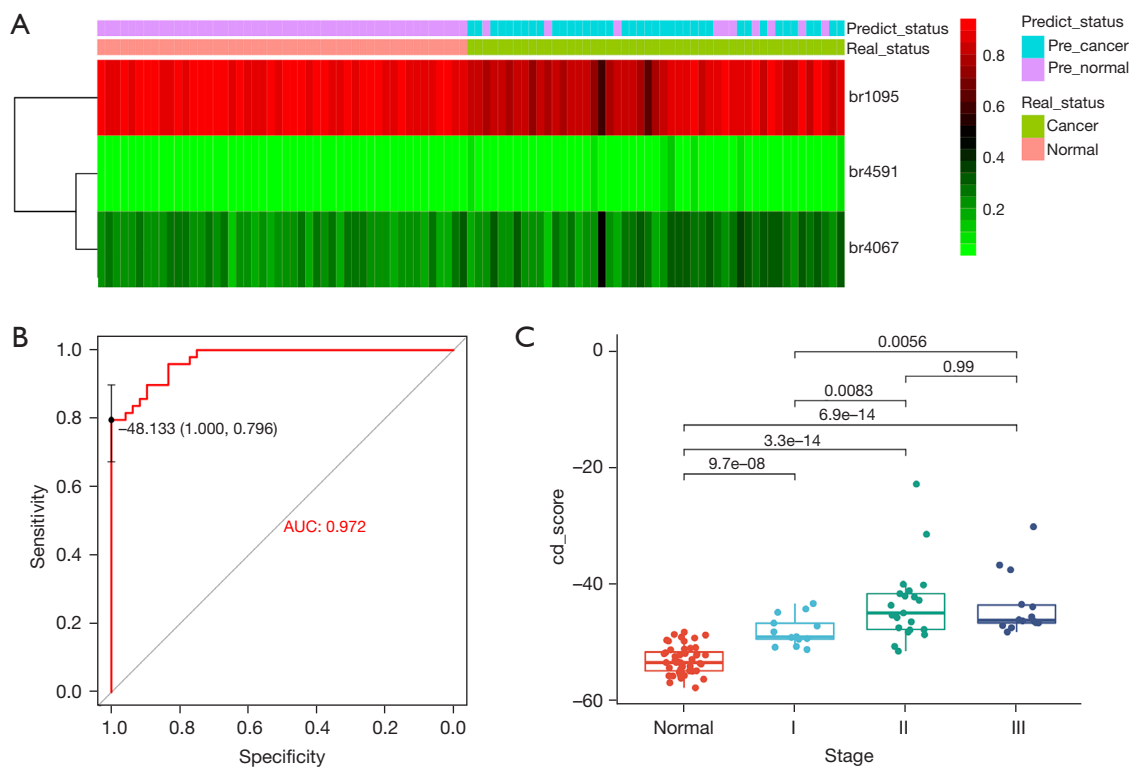 A
Predict_status
Real_status
br1095
br4591
br4067
0.8
0.6
0.4
0.2
Predict_status
Pre_cancer
Pre_normal
Real_status
Cancer
Normal
B
1.0
0.8
0.6
0.4
0.2
0.0
Sensitivity
–48.133 (1.000, 0.796)
AUC: 0.972
1.0 0.8 0.6 0.4 0.2 0.0
Specificity
C
0
–20
–40
–60
cd_score
0.0056
0.99
0.0083
6.9e–14
3.3e–14
9.7e–08
Normal I II III
Stage